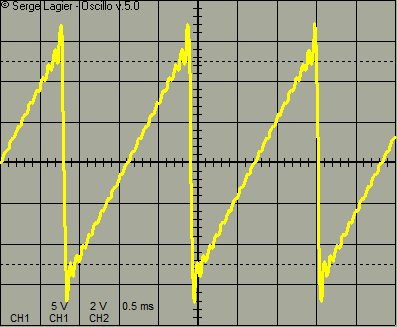 © Serge Lagier - Oscillo v.5.0
5 V 2 V 0.5 ms
CH1 CH1 CH2